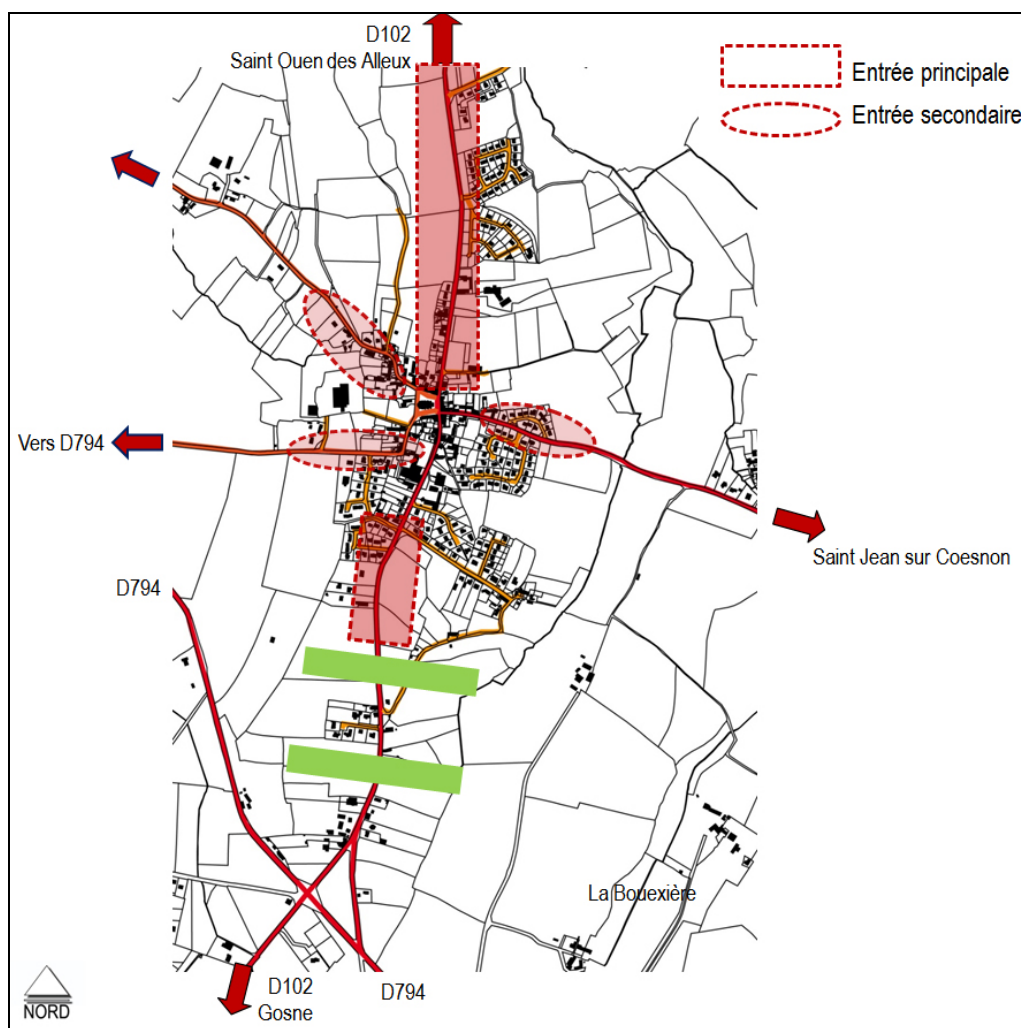 D102
Saint Ouen des Alleux
Entrée principale
Entrée secondaire
Vers D794
Saint Jean sur Coesnon
D794
La Bouexière
D102
Gosne
D794
NORD